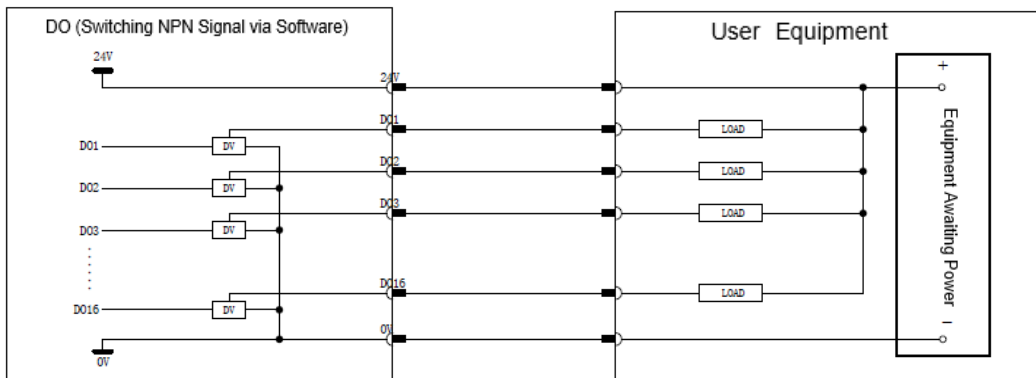 DO (Switching NPN Signal via Software)
User Equipment
24V
24V
+
DO1
LOAD
DO1
DV
DO2
LOAD
DO2
DV
DO3
LOAD
DO3
DV
DO16
LOAD
DO16
DV
0V
0V
Equipment Awaiting Power
−